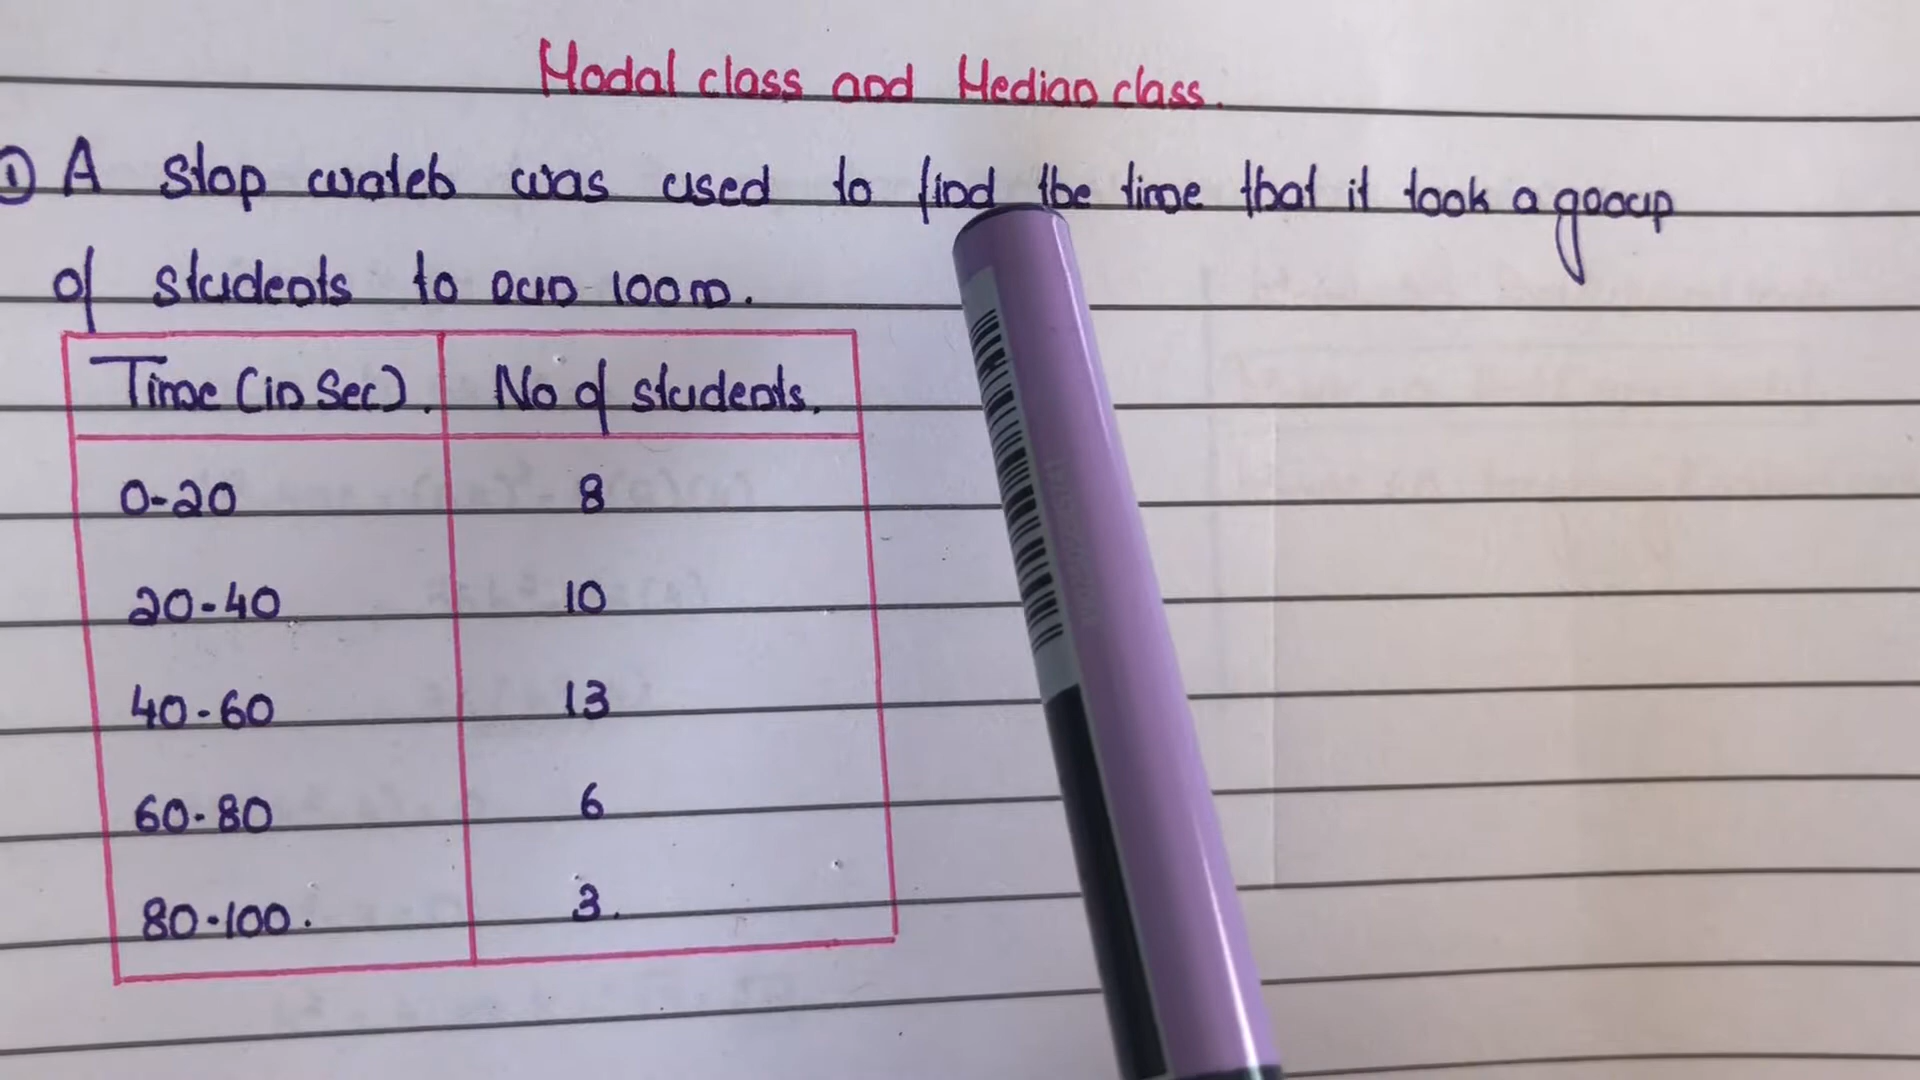 Modal class and Median class.
① A stop watch was used to find the time that it took a group
of students to run 100m.
Time (in Sec). No of students.
0-20 8
20-40 10
40-60 13
60-80 6
80-100. 3.